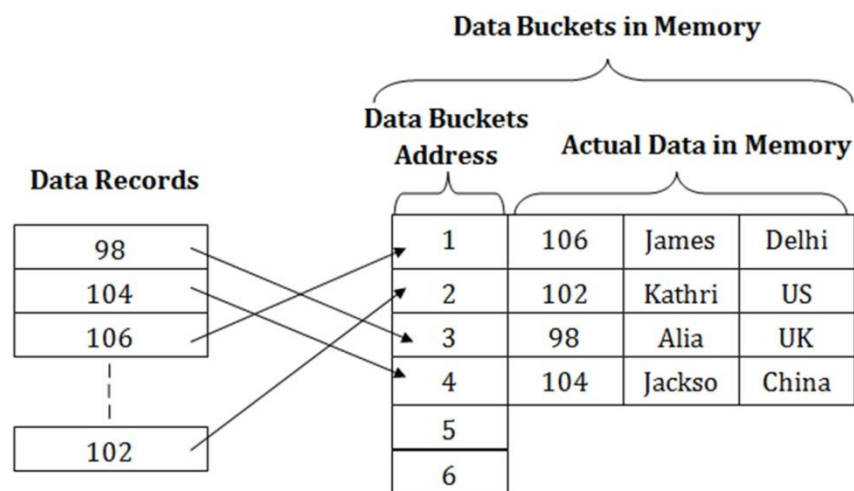 Data Buckets in Memory
Data Buckets
Address
Actual Data in Memory
Data Records
98
104
106
102
1 106 James Delhi
2 102 Kathri US
3 98 Alia UK
4 104 Jackso China
5
6